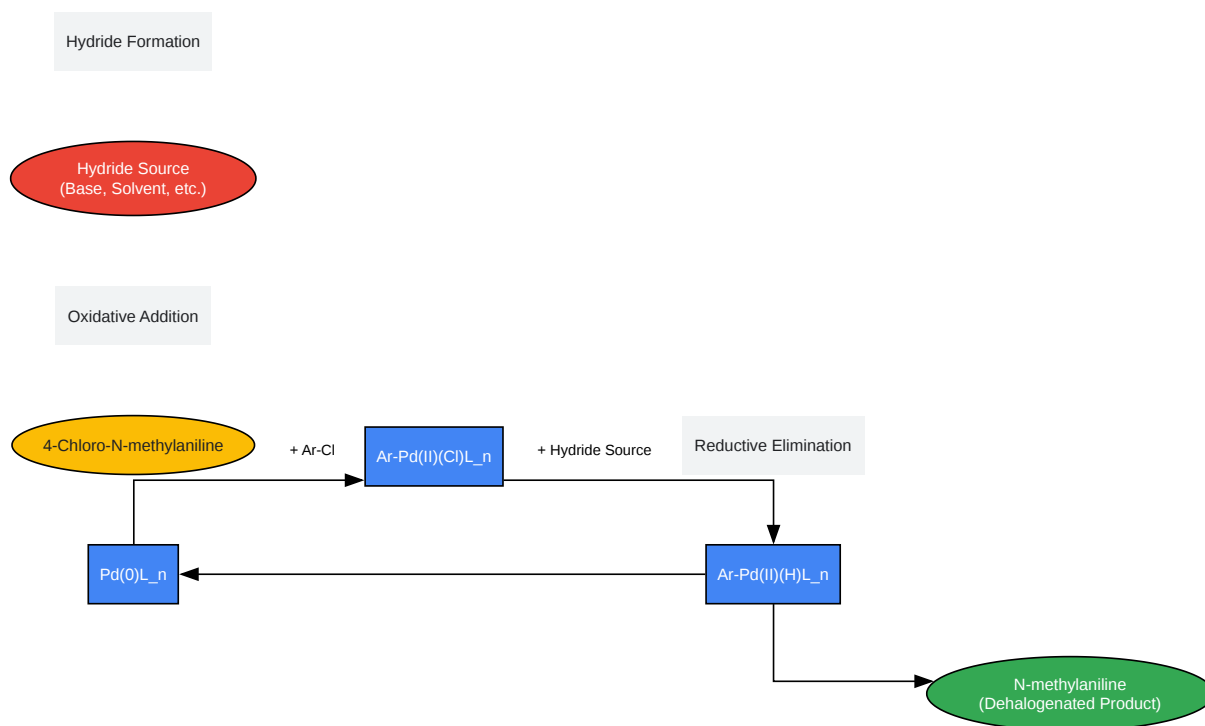 Hydride Formation
Hydride Source
(Base, Solvent, etc.)
Oxidative Addition
4-Chloro-N-methylaniline
+ Ar-Cl
Ar-Pd(II)(Cl)L_n
+ Hydride Source
Reductive Elimination
Pd(0)L_n
Ar-Pd(II)(H)L_n
N-methylaniline
(Dehalogenated Product)